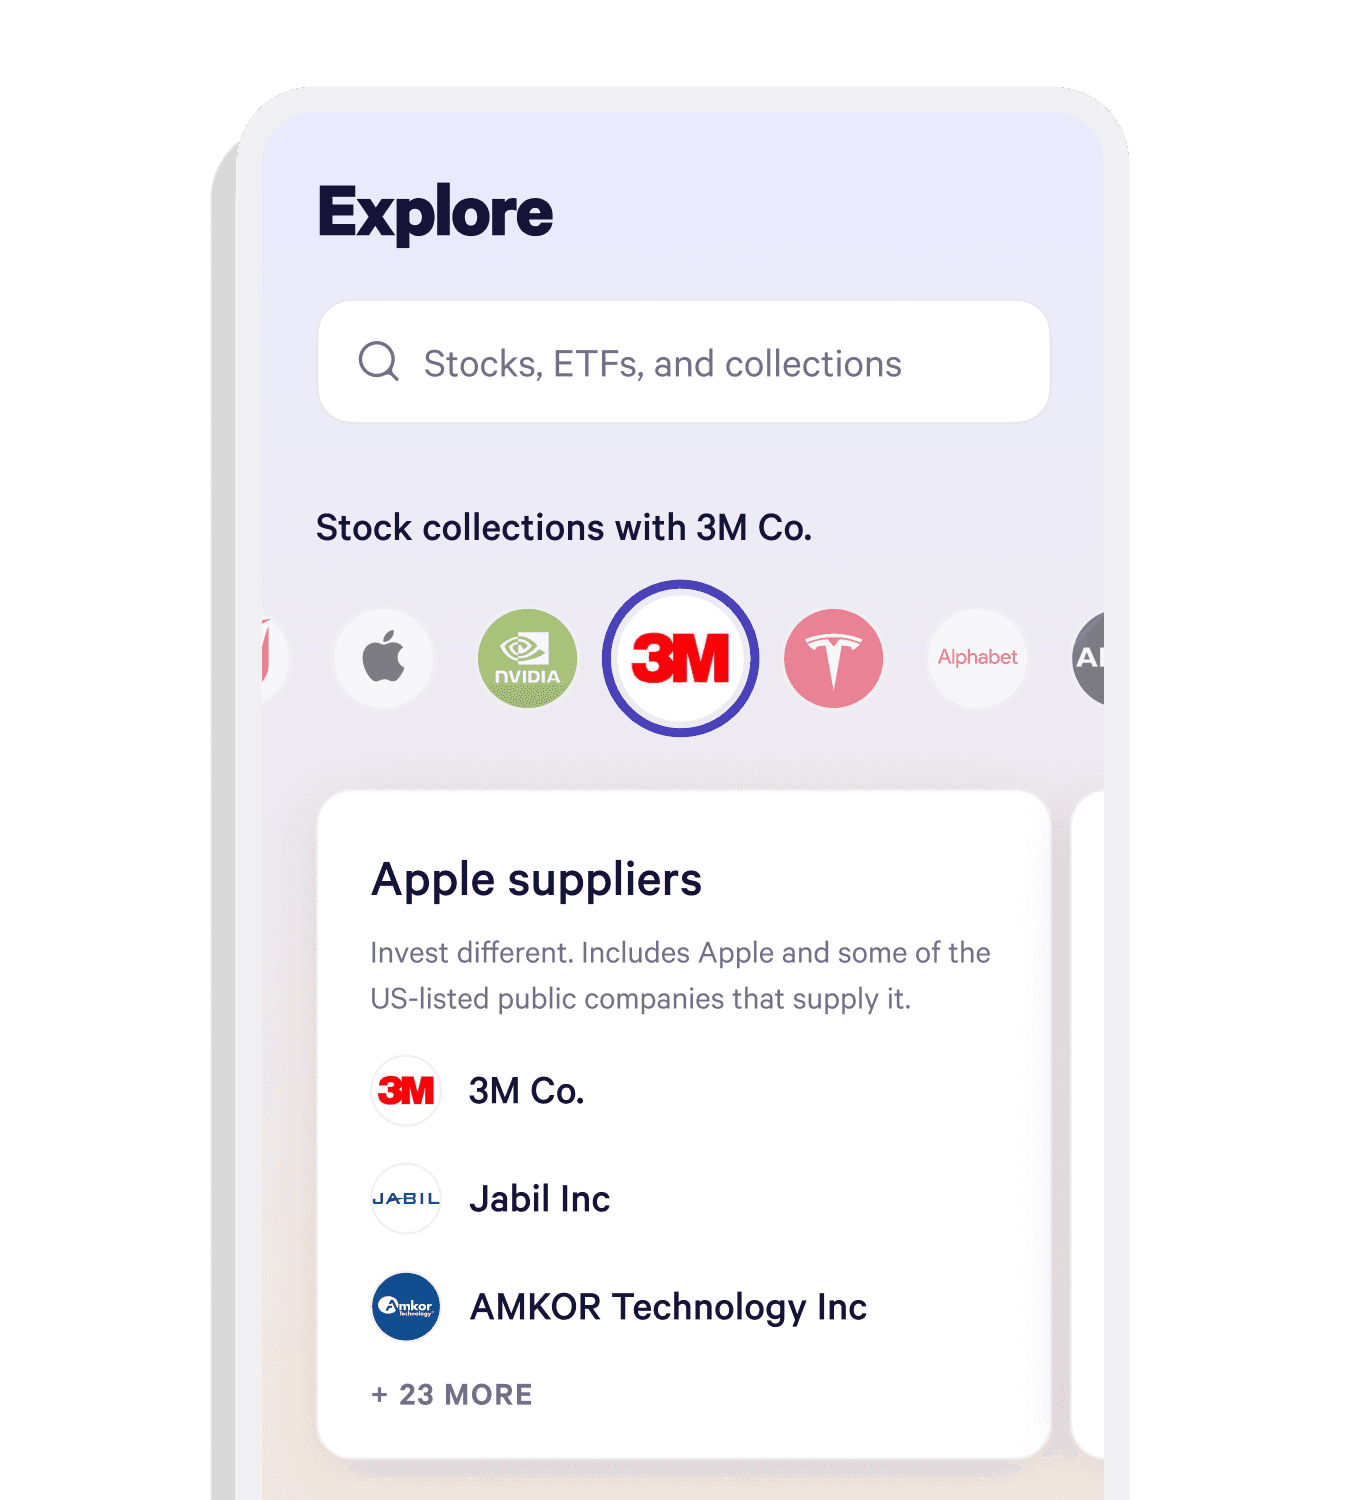 Explore
Stocks, ETFs, and collections
Stock collections with 3M Co.
NVIDIA
3M
Alphabet
Apple suppliers
Invest different. Includes Apple and some of the
US-listed public companies that supply it.
3M
3M Co.
JABIL
Jabil Inc
Amkor
Technology
AMKOR Technology Inc
+ 23 MORE